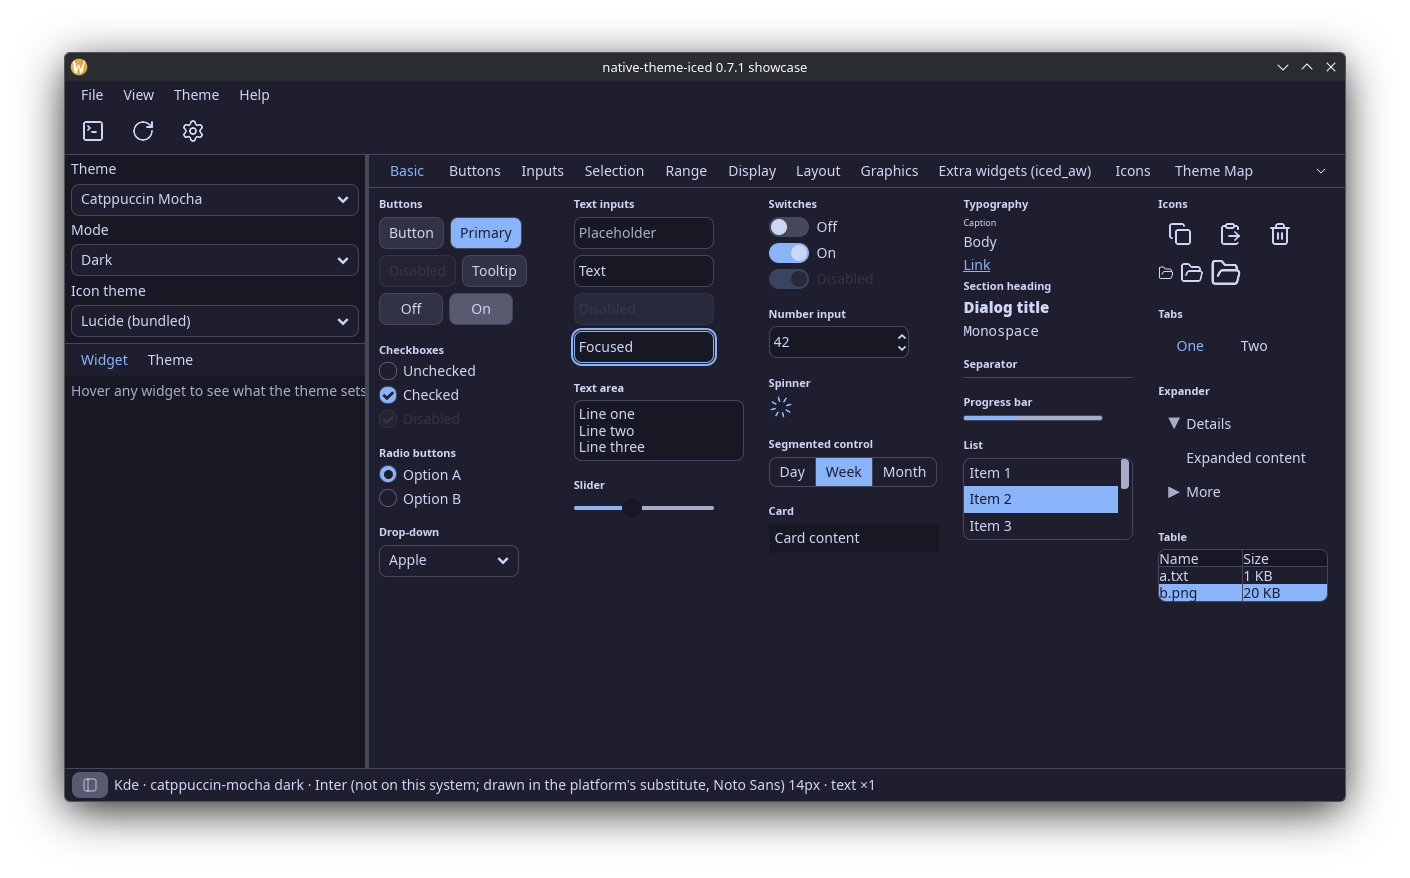 native-theme-iced 0.7.1 showcase
File View Theme Help
Theme
Catppuccin Mocha
Mode
Dark
Icon theme
Lucide (bundled)
Widget Theme
Hover any widget to see what the theme sets
Basic Buttons Inputs Selection Range Display Layout Graphics Extra widgets (iced_aw) Icons Theme Map
Buttons
Button Primary
Disabled Tooltip
Off On
Checkboxes
Unchecked
Checked
Disabled
Radio buttons
Option A
Option B
Drop-down
Apple
Text inputs
Placeholder
Text
Disabled
Focused
Text area
Line one
Line two
Line three
Slider
Switches
Off
On
Disabled
Number input
42
Spinner
Segmented control
Day Week Month
Card
Card content
Typography
Caption
Body
Link
Section heading
Dialog title
Monospace
Separator
Progress bar
List
Item 1
Item 2
Item 3
Icons
Tabs
One Two
Expander
Details
Expanded content
More
Table
Name Size
a.txt 1 KB
b.png 20 KB
Kde · catppuccin-mocha dark · Inter (not on this system; drawn in the platform's substitute, Noto Sans) 14px · text ×1